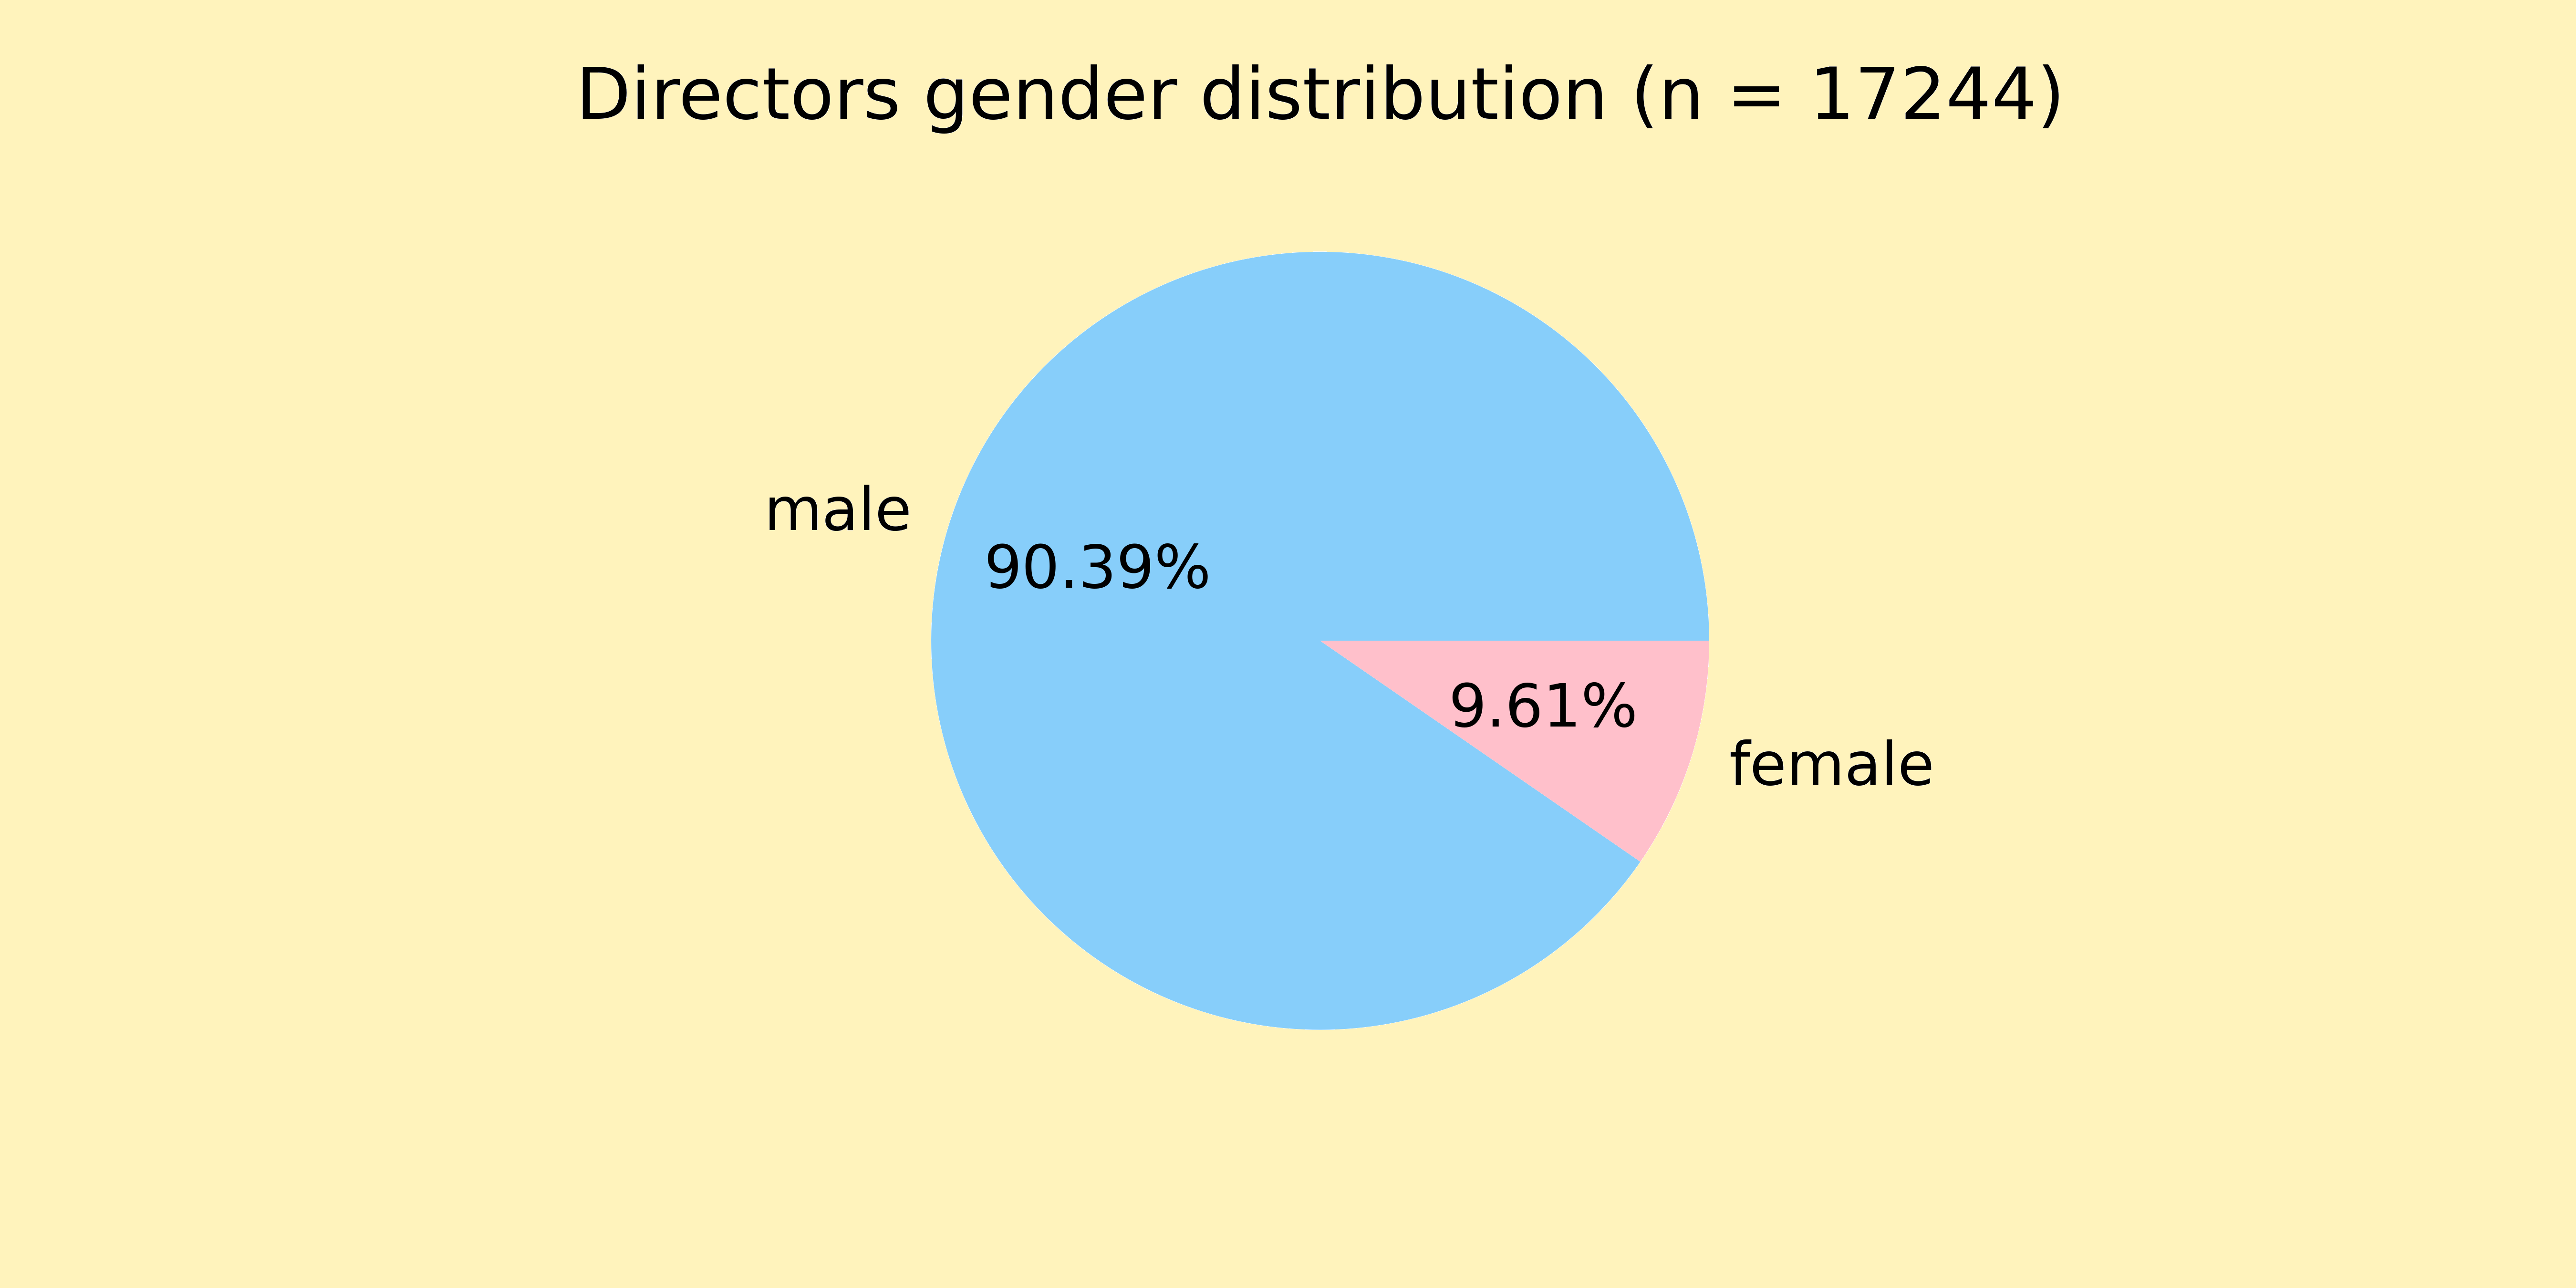 Directors gender distribution (n = 17244)
male
90.39%
9.61%
female